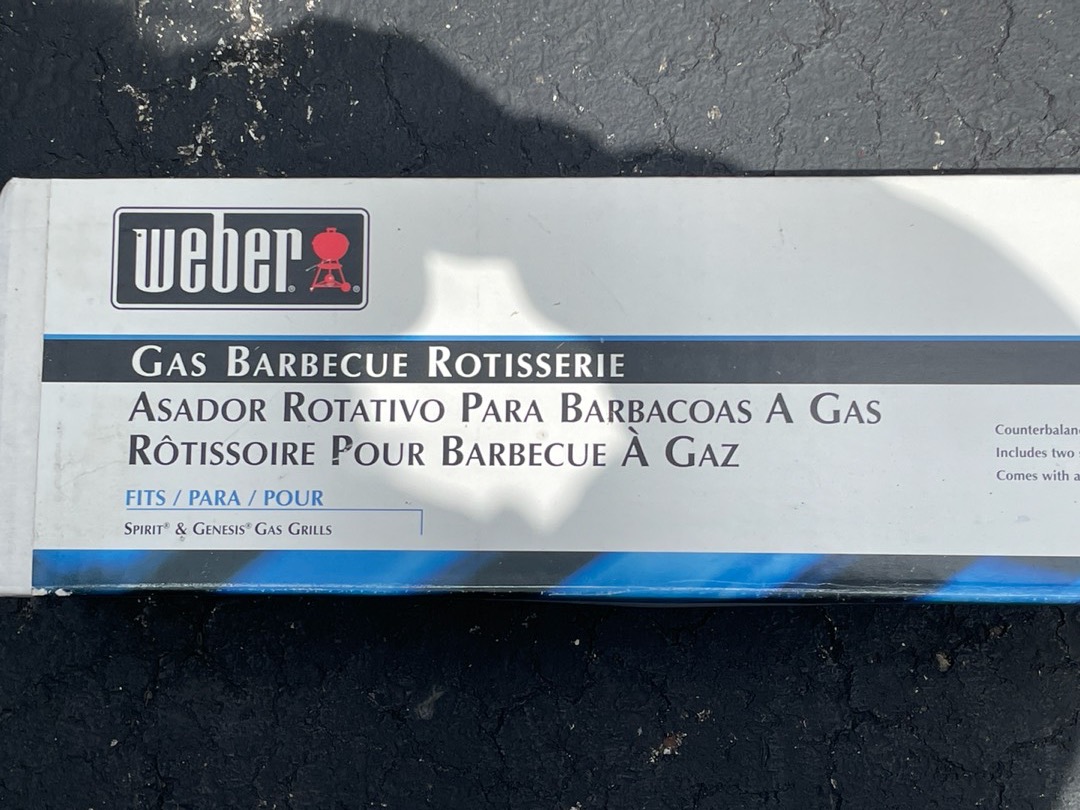 weber®
GAS BARBECUE ROTISSERIE
ASADOR ROTATIVO PARA BARBACOAS A GAS
RÔTISSOIRE POUR BARBECUE À GAZ
FITS / PARA / POUR
SPIRIT® & GENESIS® GAS GRILLS
Includes two
Comes with a